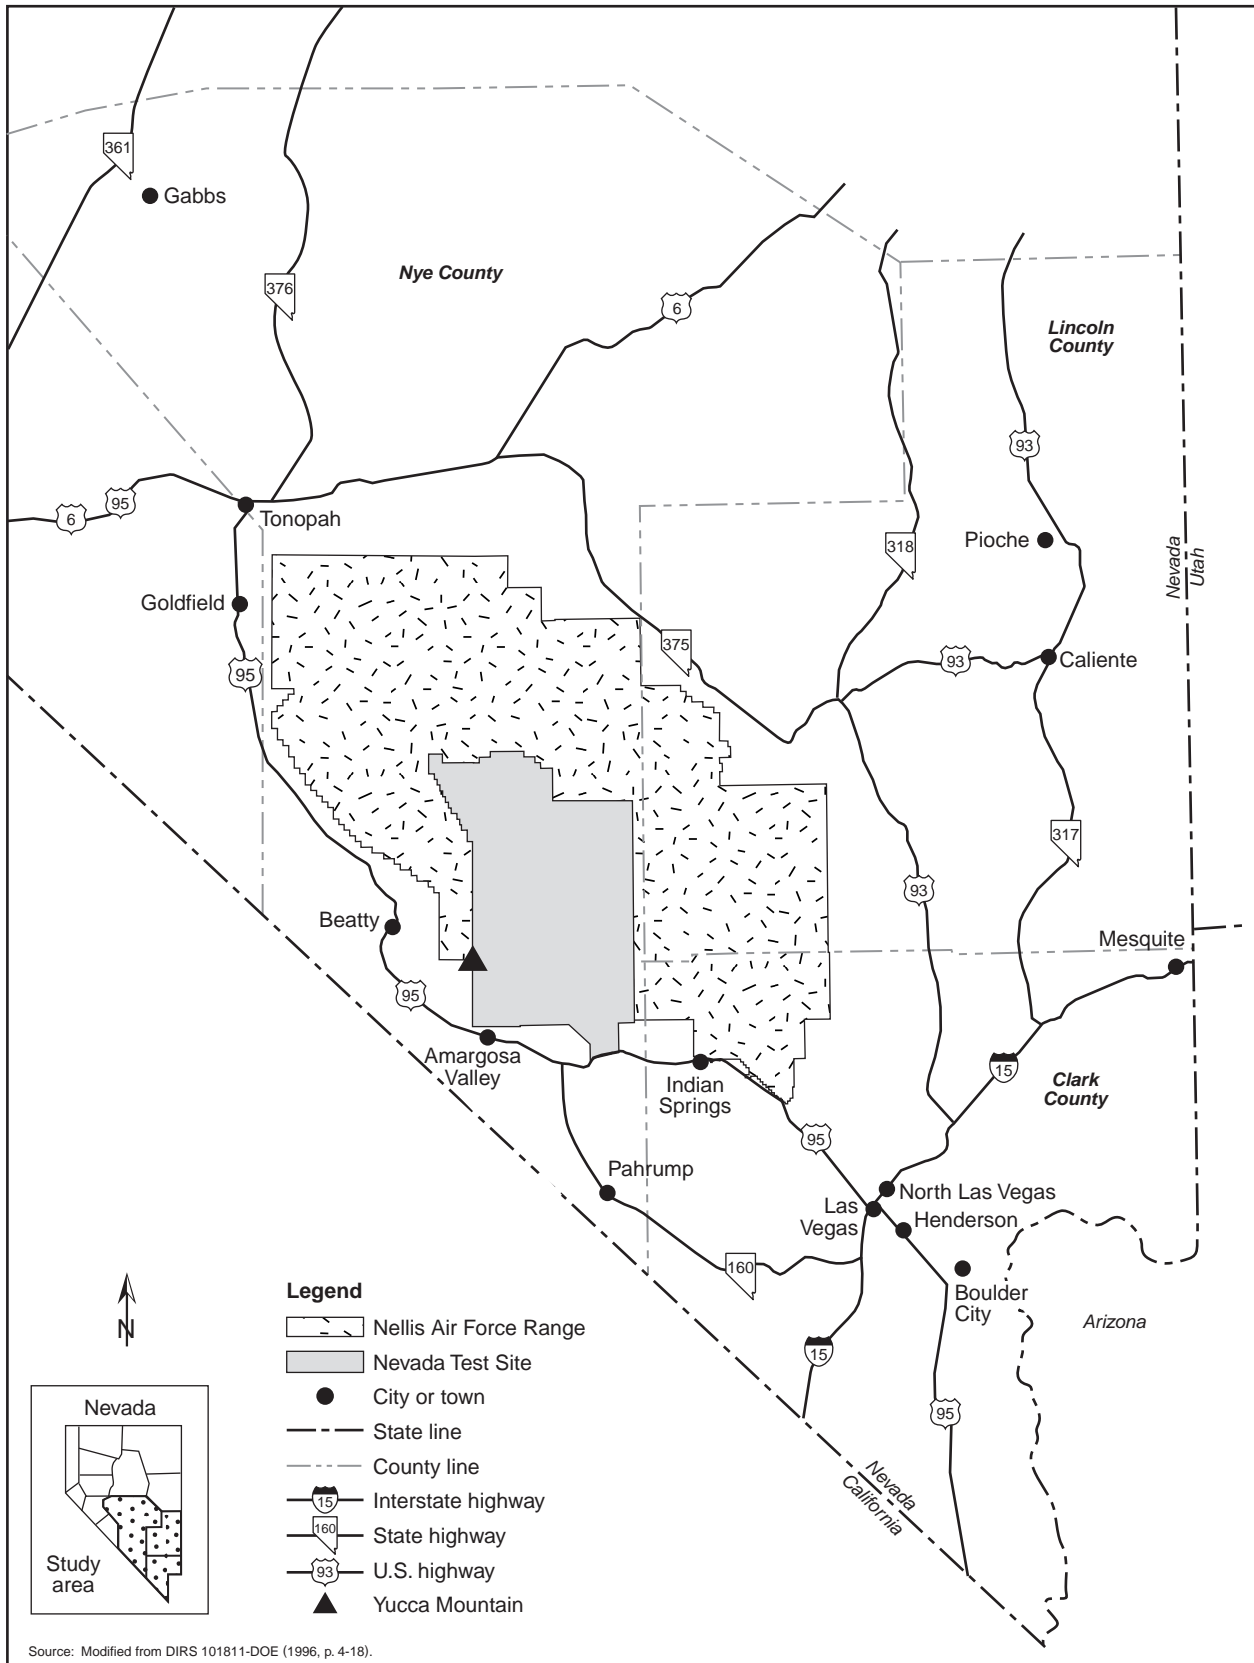 361
Gabbs
376
Nye County
6
Lincoln
County
93
95
6
Tonopah
318
Pioche
Nevada
Utah
Goldfield
375
95
93
Caliente
317
93
Beatty
Mesquite
95
Amargosa
Valley
15
Indian
Springs
Clark
County
95
Pahrump
North Las Vegas
Las
Vegas
Henderson
160
Boulder
City
Arizona
15
95
Nevada
California
N
Legend
Nellis Air Force Range
Nevada Test Site
City or town
State line
County line
15
Interstate highway
160
State highway
93
U.S. highway
Yucca Mountain
Nevada
Study
area
Source: Modified from DIRS 101811-DOE (1996, p. 4-18).